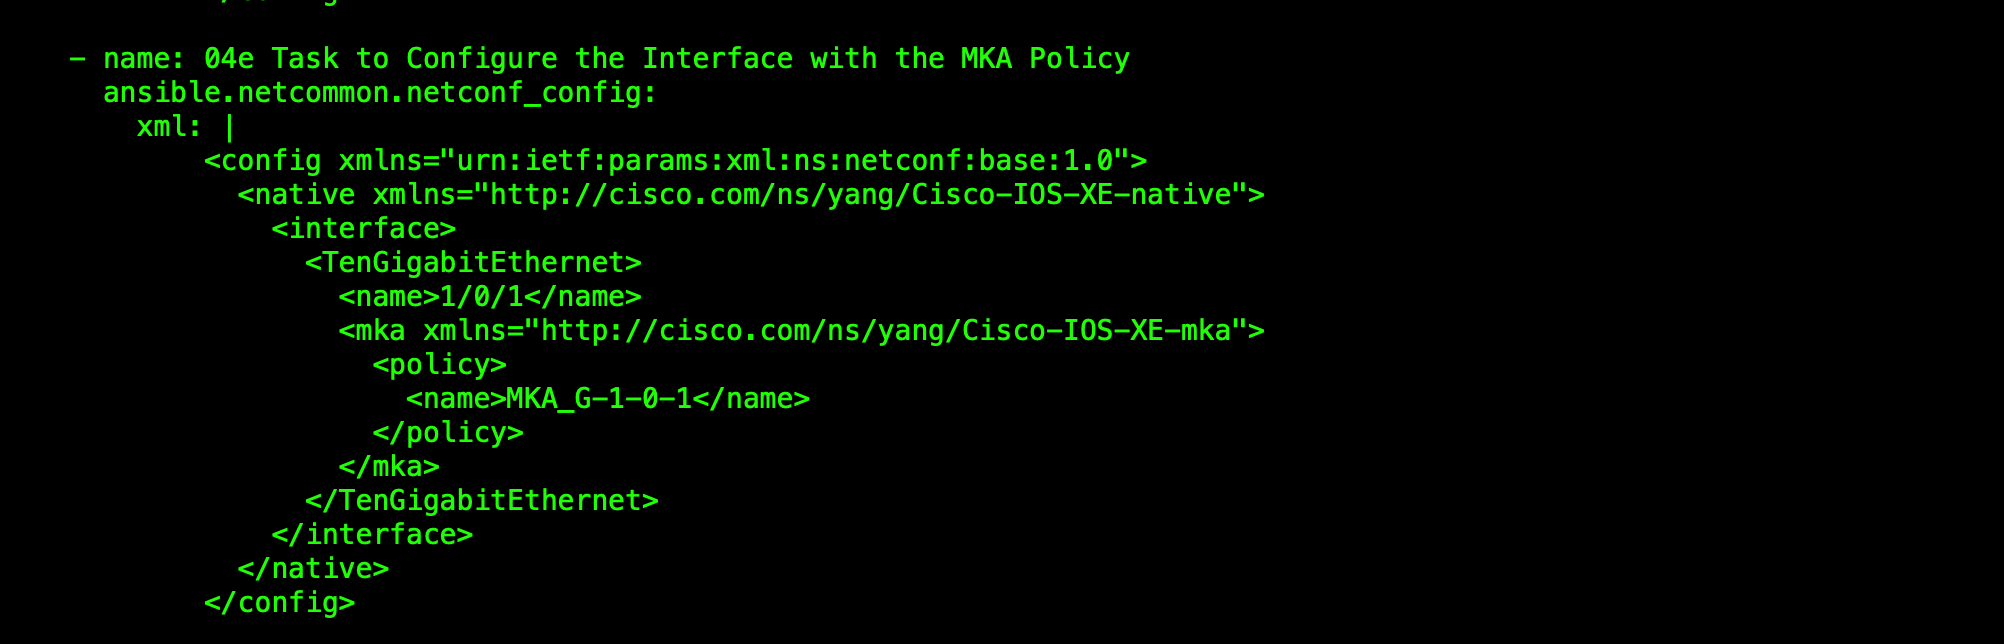 - name: 04e Task to Configure the Interface with the MKA Policy
  ansible.netcommon.netconf_config:
    xml: |
        <config xmlns="urn:ietf:params:xml:ns:netconf:base:1.0">
          <native xmlns="http://cisco.com/ns/yang/Cisco-IOS-XE-native">
            <interface>
              <TenGigabitEthernet>
                <name>1/0/1</name>
                <mka xmlns="http://cisco.com/ns/yang/Cisco-IOS-XE-mka">
                  <policy>
                    <name>MKA_G-1-0-1</name>
                  </policy>
                </mka>
              </TenGigabitEthernet>
            </interface>
          </native>
        </config>